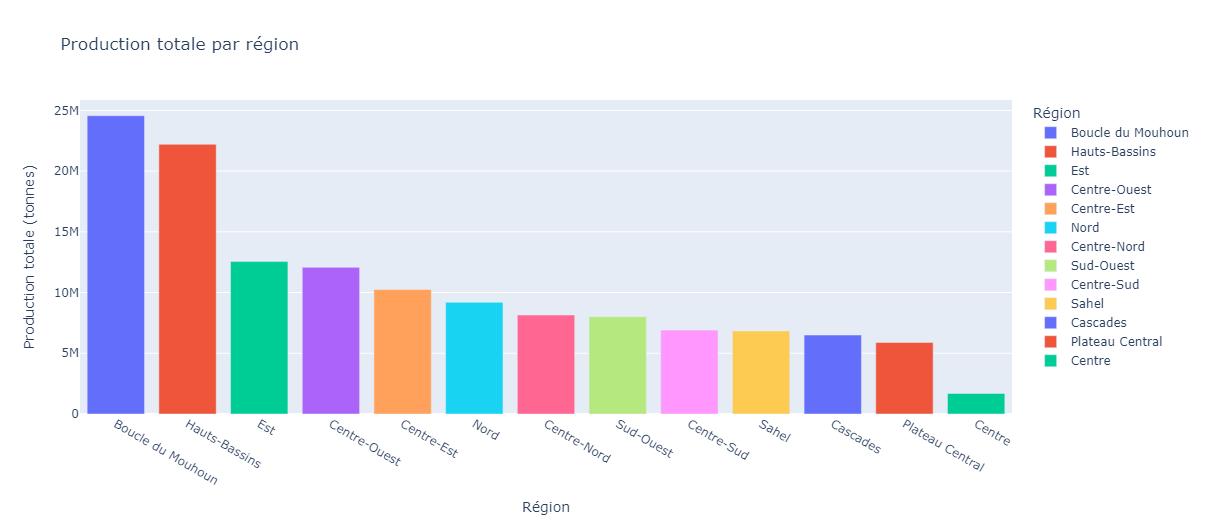 Production totale par région
Production totale (tonnes)
25M
20M
15M
10M
5M
0
Boucle du Mouhoun
Hauts-Bassins
Est
Centre-Ouest
Centre-Est
Nord
Centre-Nord
Sud-Ouest
Centre-Sud
Sahel
Cascades
Plateau Central
Centre
Région
Région
Boucle du Mouhoun
Hauts-Bassins
Est
Centre-Ouest
Centre-Est
Nord
Centre-Nord
Sud-Ouest
Centre-Sud
Sahel
Cascades
Plateau Central
Centre